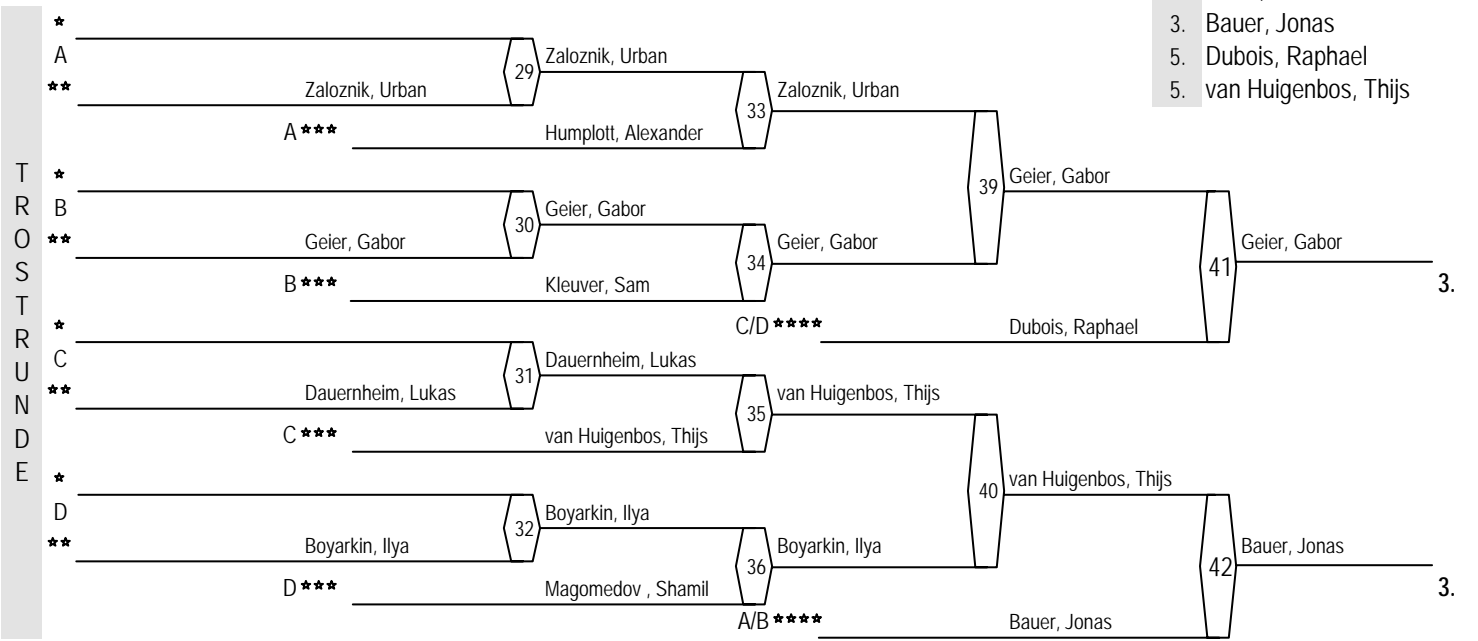 3. Bauer, Jonas
5. Dubois, Raphael
5. van Huigenbos, Thijs
TROSTRUNDE
*
A
**
Zaloznik, Urban
29
Zaloznik, Urban
A ***
Humplott, Alexander
33
Zaloznik, Urban
*
B
**
Geier, Gabor
30
Geier, Gabor
B ***
Kleuver, Sam
34
Geier, Gabor
39
Geier, Gabor
C/D ****
Dubois, Raphael
41
Geier, Gabor
3.
*
C
**
Dauernheim, Lukas
31
Dauernheim, Lukas
C ***
van Huigenbos, Thijs
35
van Huigenbos, Thijs
*
D
**
Boyarkin, Ilya
32
Boyarkin, Ilya
D ***
Magomedov , Shamil
36
Boyarkin, Ilya
40
van Huigenbos, Thijs
A/B ****
Bauer, Jonas
42
Bauer, Jonas
3.